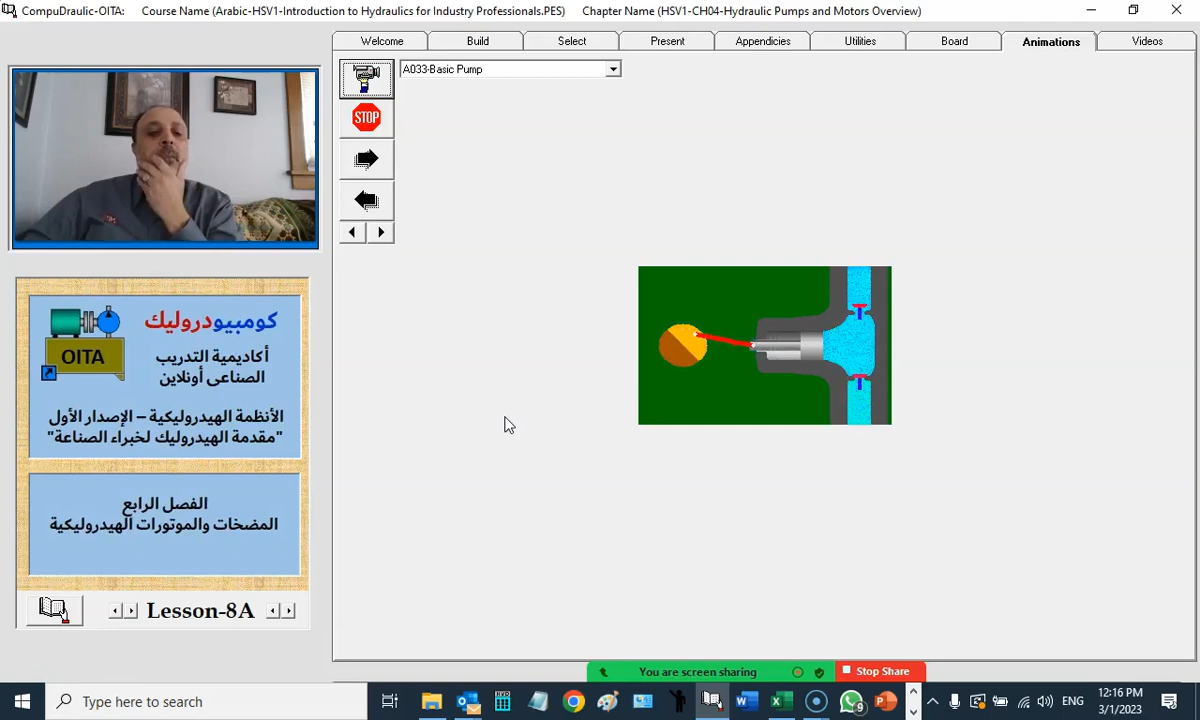 CompuDraulic-OITA: Course Name (Arabic-HSV1-Introduction to Hydraulics for Industry Professionals.PES) Chapter Name (HSV1-CH04-Hydraulic Pumps and Motors Overview)
Welcome
Build
Select
Present
Appendicies
Utilities
Board
Animations
Videos
A033-Basic Pump
STOP
كومبيودروليك
OITA
أكاديمية التدريب
الصناعى أونلاين
الأنظمة الهيدروليكية – الإصدار الأول
"مقدمة الهيدروليك لخبراء الصناعة"
الفصل الرابع
المضخات والموتورات الهيدروليكية
Lesson-8A
You are screen sharing
Stop Share
Type here to search
9
ENG
12:16 PM
3/1/2023